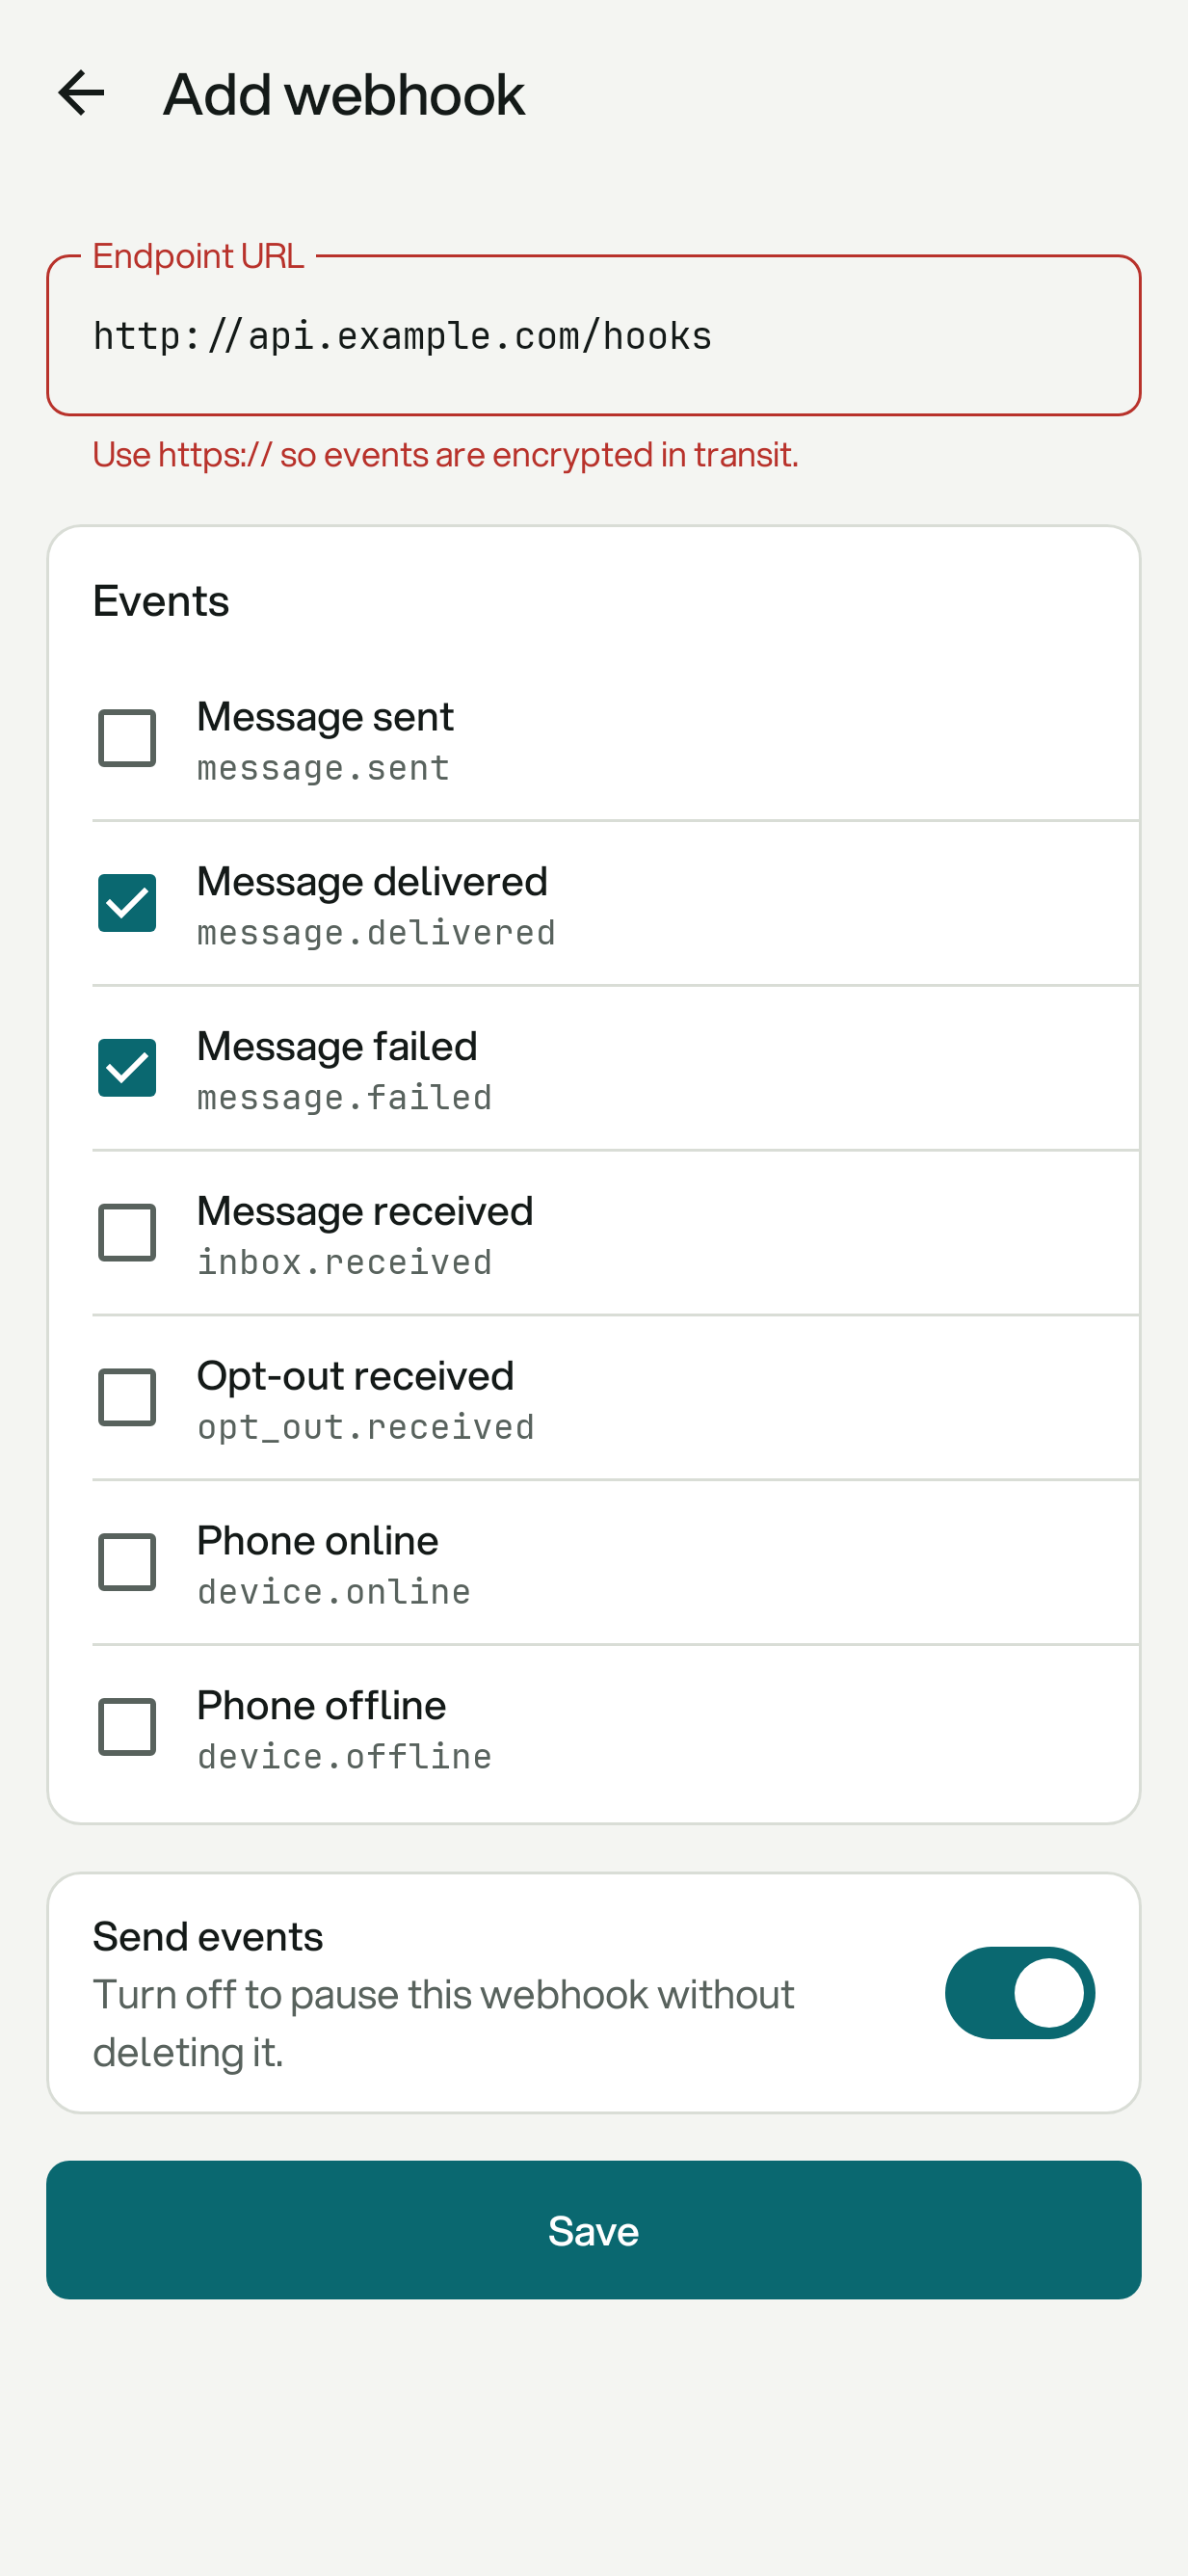 Add webhook
Endpoint URL
http://api.example.com/hooks
Use https:// so events are encrypted in transit.
Events
Message sent
message.sent
Message delivered
message.delivered
Message failed
message.failed
Message received
inbox.received
Opt-out received
opt_out.received
Phone online
device.online
Phone offline
device.offline
Send events
Turn off to pause this webhook without
deleting it.
Save